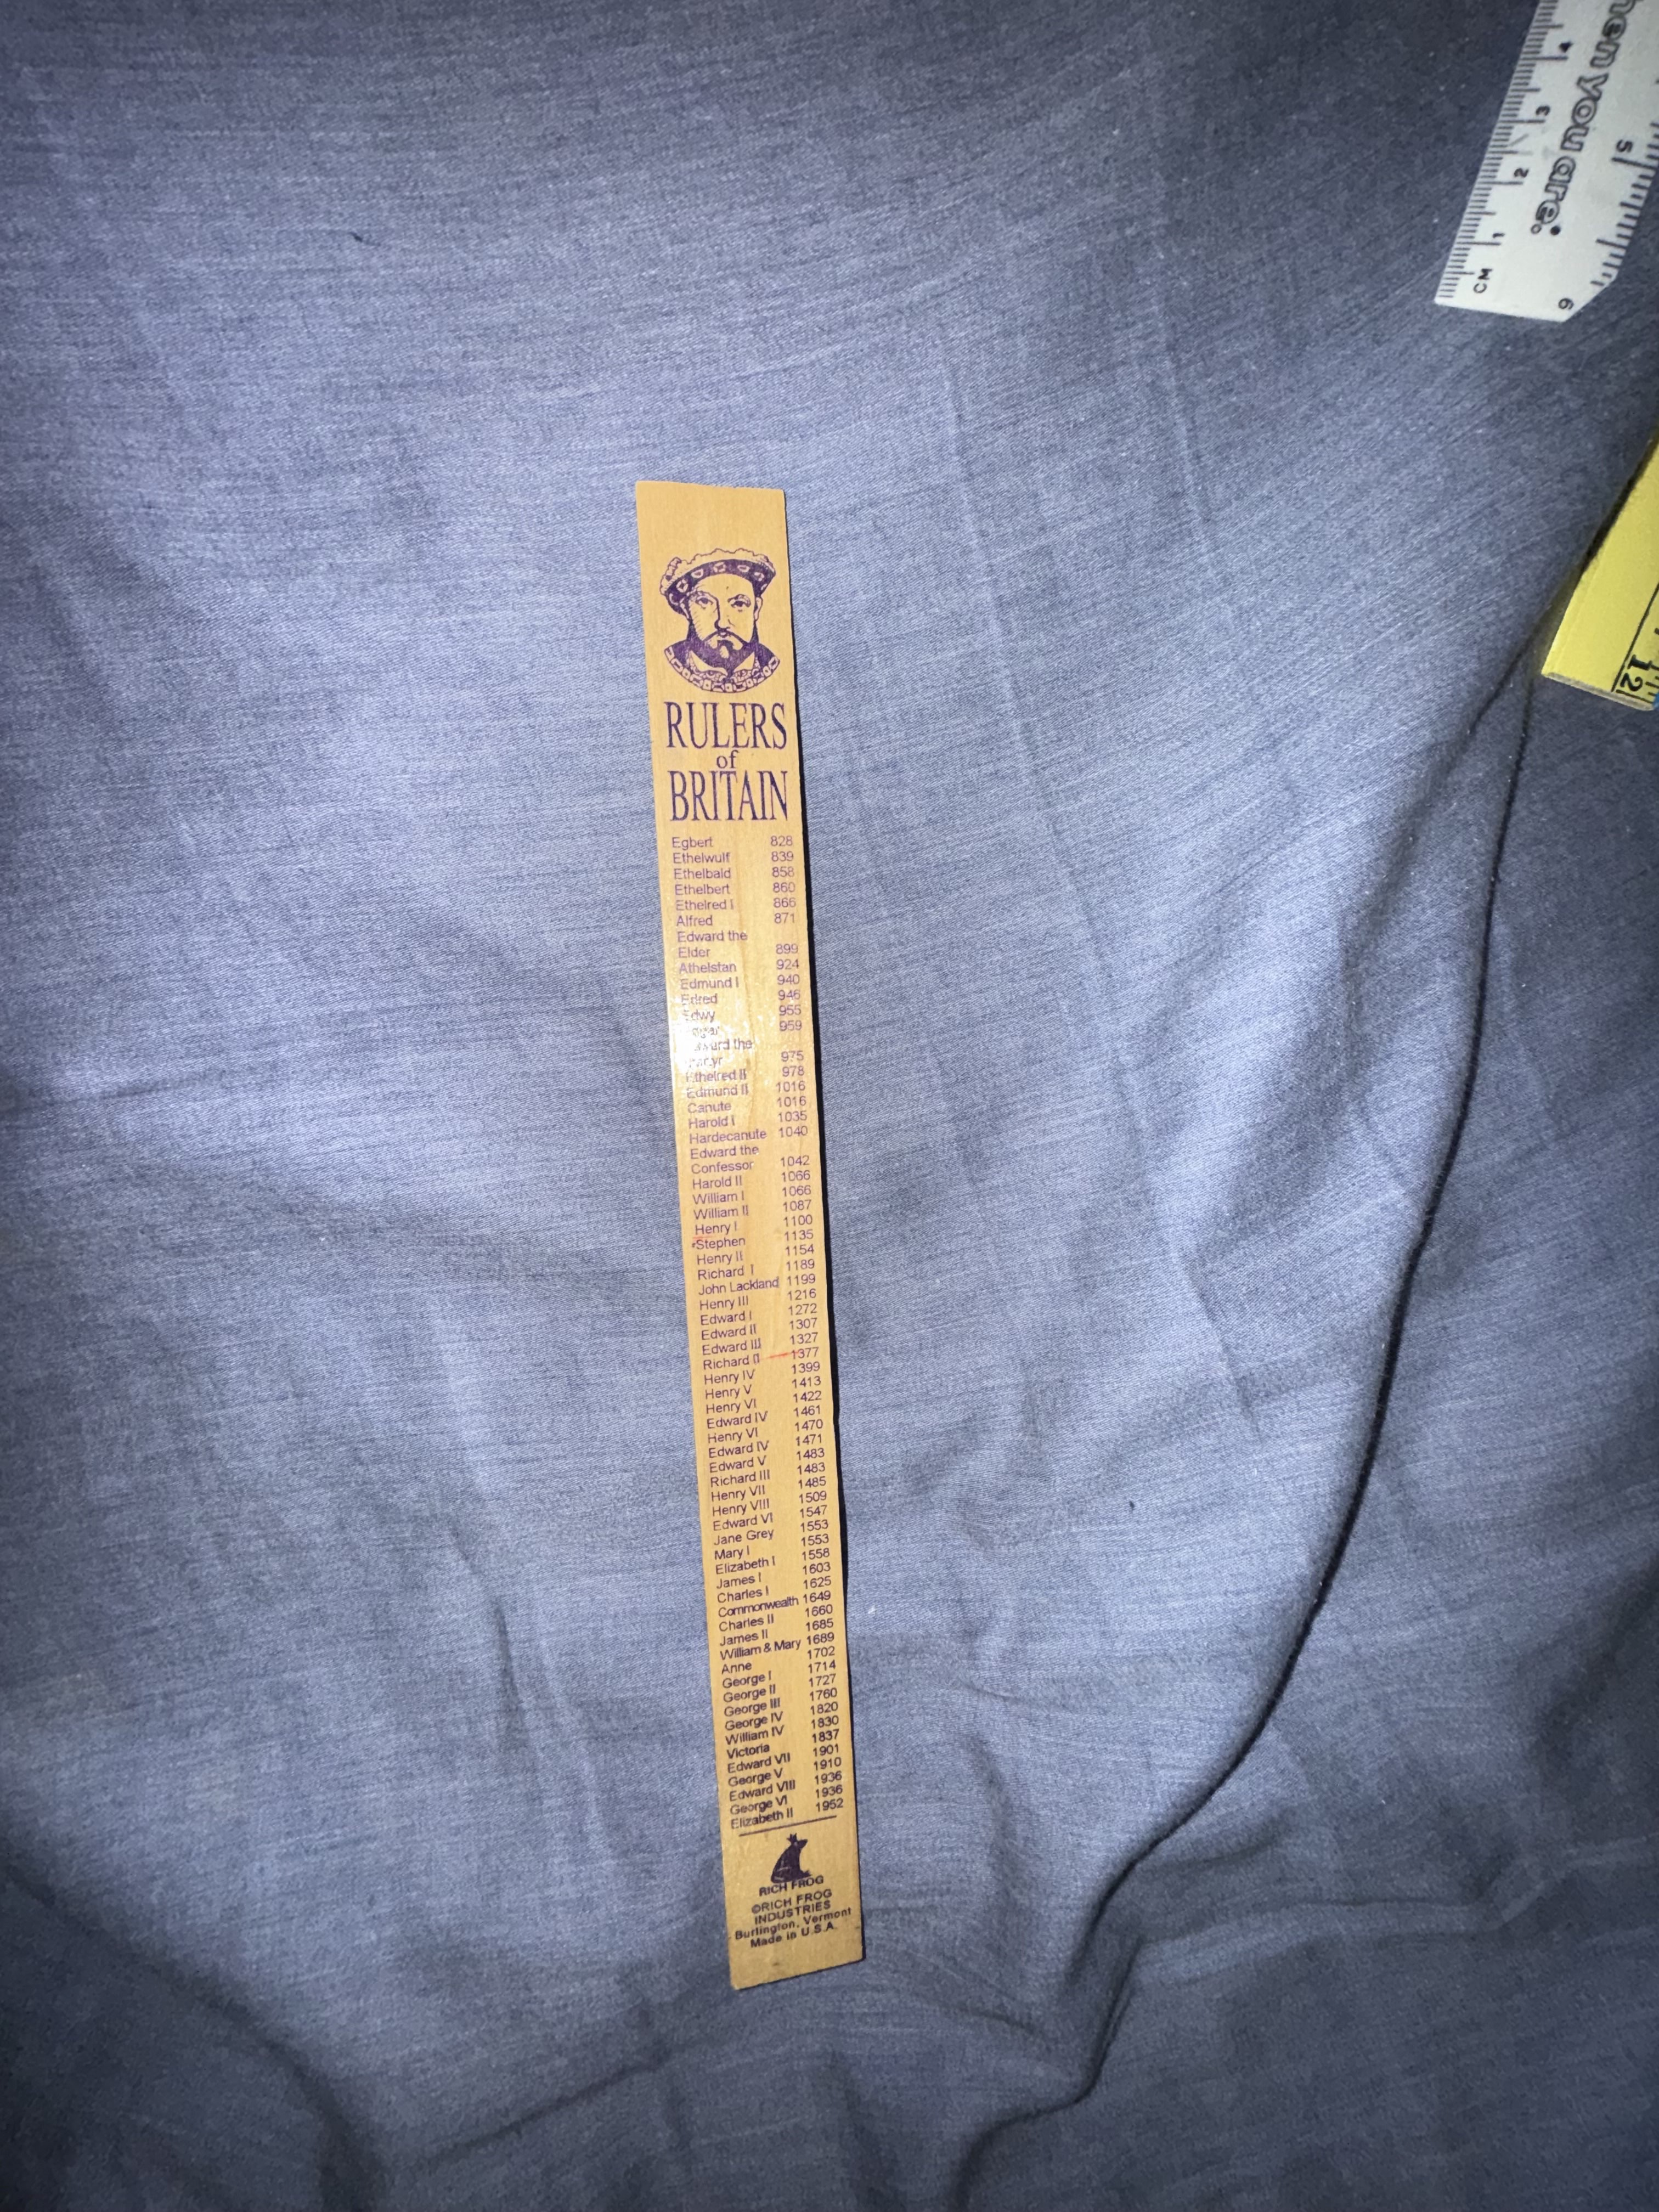 hen you are.®
4
3
2
1
CM
5
6
12
RULERS
of
BRITAIN
Egbert 828
Ethelwulf 839
Ethelbald 858
Ethelbert 860
Ethelred I 866
Alfred 871
Edward the
Elder 899
Athelstan 924
Edmund I 940
Edred 946
Edwy 955
959
the
975
Ethelred II 978
Edmund II 1016
Canute 1016
Harold I 1035
Hardecanute 1040
Edward the
Confessor 1042
Harold II 1066
William I 1066
William II 1087
Henry I 1100
Stephen 1135
Henry II 1154
Richard I 1189
John Lackland 1199
Henry III 1216
Edward I 1272
Edward II 1307
Edward III 1327
Richard II 1377
Henry IV 1399
Henry V 1413
Henry VI 1422
Edward IV 1461
Henry VI 1470
Edward IV 1471
Edward V 1483
Richard III 1483
Henry VII 1485
Henry VIII 1509
Edward VI 1547
Jane Grey 1553
Mary I 1553
Elizabeth I 1558
James I 1603
Charles I 1625
Commonwealth 1649
Charles II 1660
James II 1685
William & Mary 1689
Anne 1702
George I 1714
George II 1727
George III 1760
George IV 1820
William IV 1830
Victoria 1837
Edward VII 1901
George V 1910
Edward VIII 1936
George VI 1936
Elizabeth II 1952
RICH FROG
©RICH FROG
INDUSTRIES
Burlington, Vermont
Made in U.S.A.